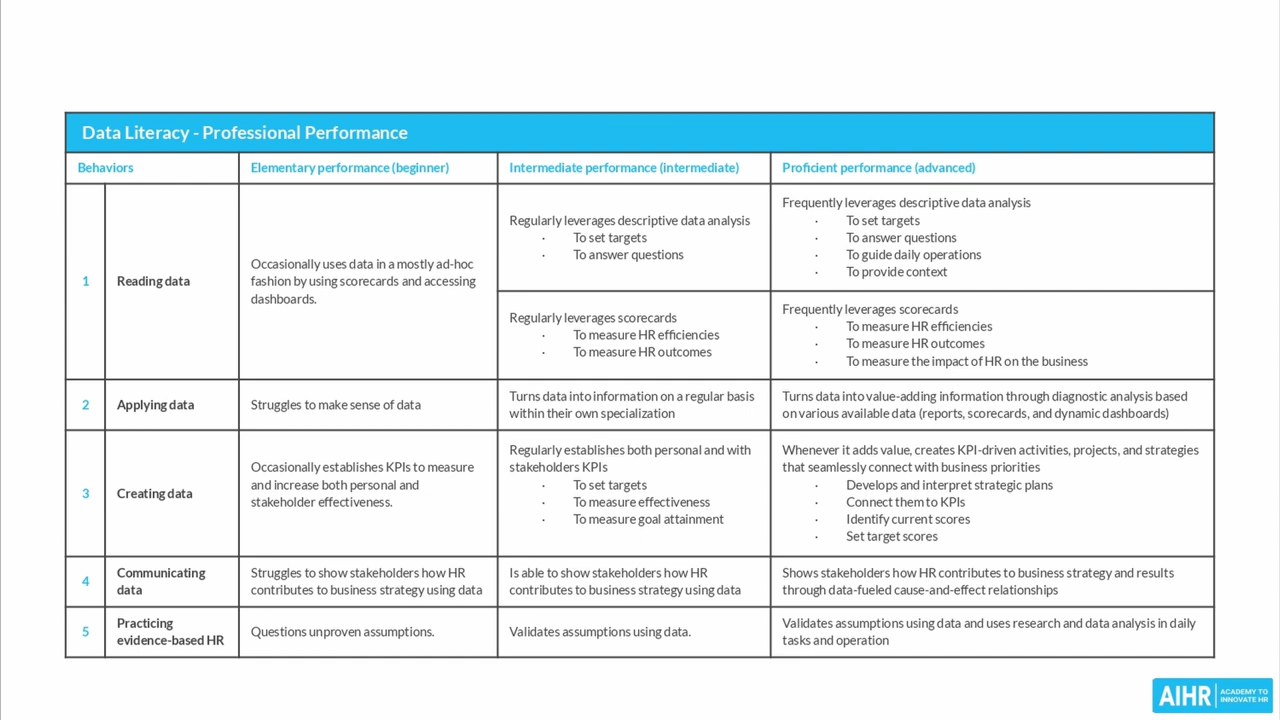 Data Literacy - Professional Performance
Behaviors
Elementary performance (beginner)
Intermediate performance (intermediate)
Proficient performance (advanced)
1
Reading data
Occasionally uses data in a mostly ad-hoc
fashion by using scorecards and accessing
dashboards.
Regularly leverages descriptive data analysis
· To set targets
· To answer questions
Frequently leverages descriptive data analysis
· To set targets
· To answer questions
· To guide daily operations
· To provide context
Regularly leverages scorecards
· To measure HR efficiencies
· To measure HR outcomes
Frequently leverages scorecards
· To measure HR efficiencies
· To measure HR outcomes
· To measure the impact of HR on the business
2
Applying data
Struggles to make sense of data
Turns data into information on a regular basis
within their own specialization
Turns data into value-adding information through diagnostic analysis based
on various available data (reports, scorecards, and dynamic dashboards)
3
Creating data
Occasionally establishes KPIs to measure
and increase both personal and
stakeholder effectiveness.
Regularly establishes both personal and with
stakeholders KPIs
· To set targets
· To measure effectiveness
· To measure goal attainment
Whenever it adds value, creates KPI-driven activities, projects, and strategies
that seamlessly connect with business priorities
· Develops and interpret strategic plans
· Connect them to KPIs
· Identify current scores
· Set target scores
4
Communicating
data
Struggles to show stakeholders how HR
contributes to business strategy using data
Is able to show stakeholders how HR
contributes to business strategy using data
Shows stakeholders how HR contributes to business strategy and results
through data-fueled cause-and-effect relationships
5
Practicing
evidence-based HR
Questions unproven assumptions.
Validates assumptions using data.
Validates assumptions using data and uses research and data analysis in daily
tasks and operation
AIHR
ACADEMY TO
INNOVATE HR